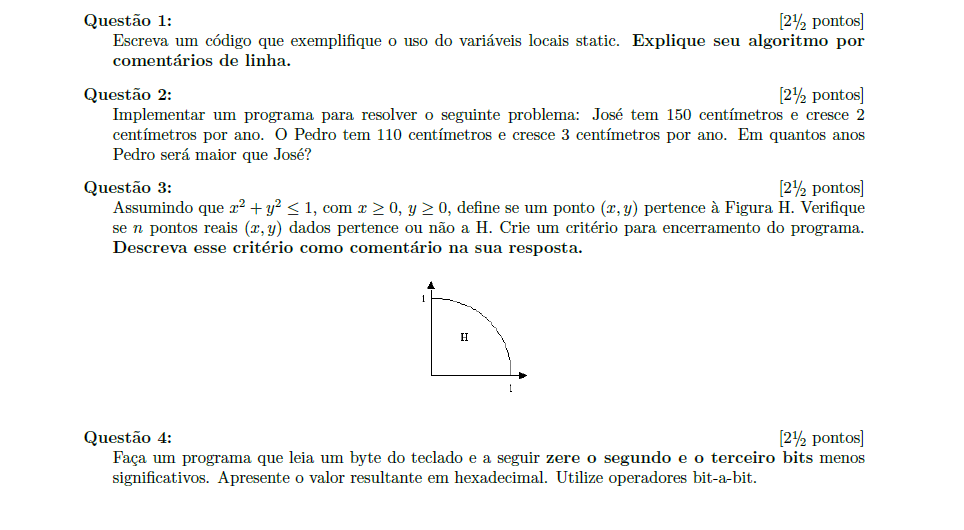 Questão 1: [2½ pontos]
Escreva um código que exemplifique o uso do variáveis locais static. Explique seu algoritmo por
comentários de linha.
Questão 2: [2½ pontos]
Implementar um programa para resolver o seguinte problema: José tem 150 centímetros e cresce 2
centímetros por ano. O Pedro tem 110 centímetros e cresce 3 centímetros por ano. Em quantos anos
Pedro será maior que José?
Questão 3: [2½ pontos]
Assumindo que x² + y² ≤ 1, com x ≥ 0, y ≥ 0, define se um ponto (x, y) pertence à Figura H. Verifique
se n pontos reais (x, y) dados pertence ou não a H. Crie um critério para encerramento do programa.
Descreva esse critério como comentário na sua resposta.
1
H
1
Questão 4: [2½ pontos]
Faça um programa que leia um byte do teclado e a seguir zere o segundo e o terceiro bits menos
significativos. Apresente o valor resultante em hexadecimal. Utilize operadores bit-a-bit.